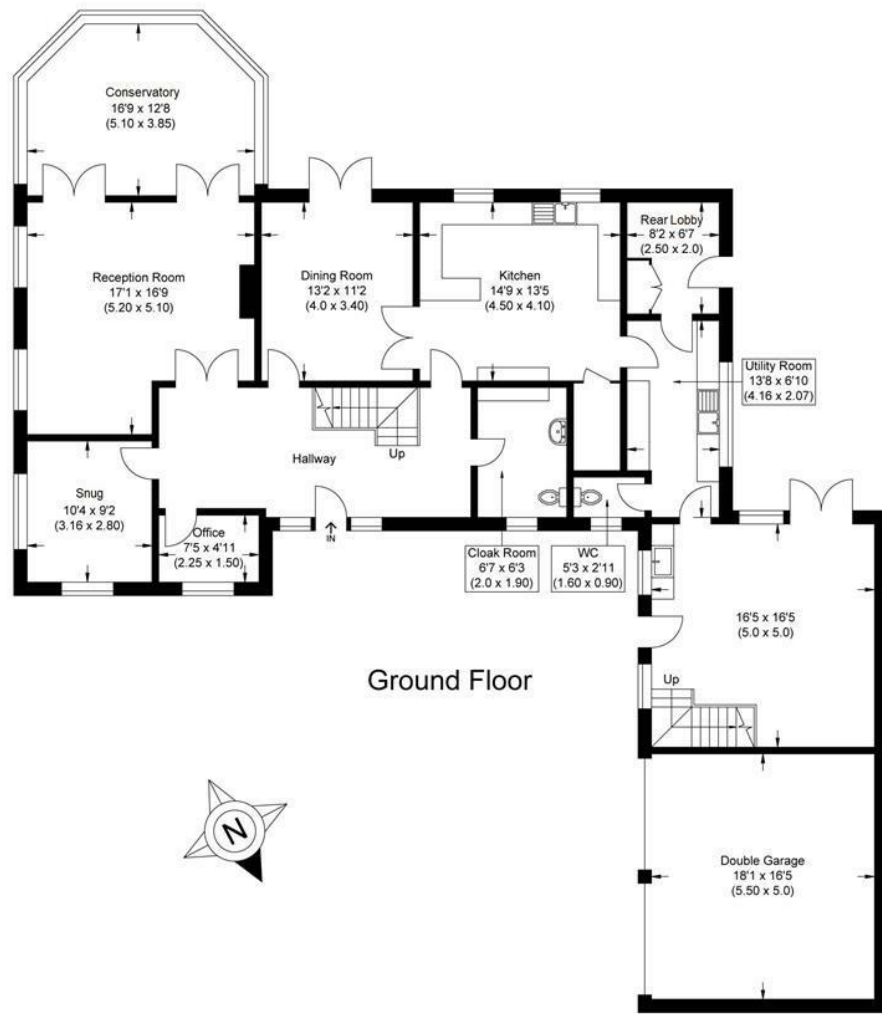 Conservatory
16'9 x 12'8
(5.10 x 3.85)
Reception Room
17'1 x 16'9
(5.20 x 5.10)
Dining Room
13'2 x 11'2
(4.0 x 3.40)
Kitchen
14'9 x 13'5
(4.50 x 4.10)
Rear Lobby
8'2 x 6'7
(2.50 x 2.0)
Utility Room
13'8 x 6'10
(4.16 x 2.07)
Hallway
Up
Snug
10'4 x 9'2
(3.16 x 2.80)
Office
7'5 x 4'11
(2.25 x 1.50)
IN
Cloak Room
6'7 x 6'3
(2.0 x 1.90)
WC
5'3 x 2'11
(1.60 x 0.90)
16'5 x 16'5
(5.0 x 5.0)
Up
Ground Floor
N
Double Garage
18'1 x 16'5
(5.50 x 5.0)